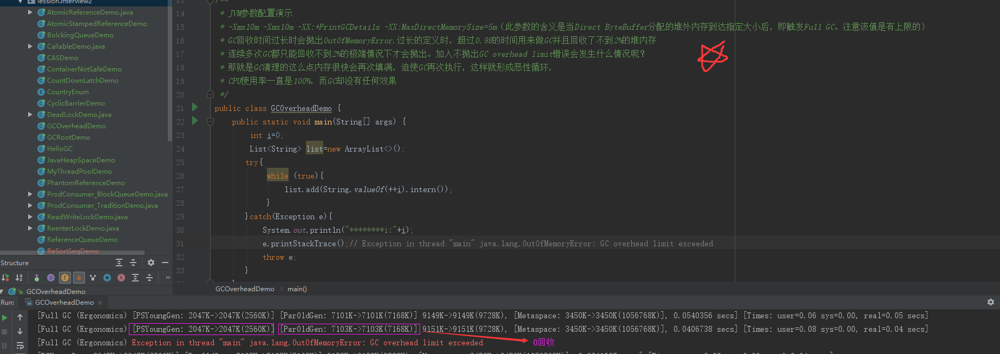 lession.interview2
AtomicReferenceDemo.java
AtomicStampedReferenceDemo
BolckingQueueDemo
CallableDemo.java
CASDemo
ContainerNotSafeDemo
CountDownLatchDemo
CountryEnum
CyclicBarrierDemo
DeadLockDemo.java
GCOverheadDemo
GCRootDemo
HelloGC
JavaHeapSpaceDemo
MyThreadPoolDemo
PhantomReferenceDemo
ProdConsumer_BlockQueueDemo.java
ProdConsumer_TraditionDemo.java
ReadWriteLockDemo.java
ReenterLockDemo.java
ReferenceQueueDemo
ReSortSeqDemo
Structure
GCOverheadDemo
13 /**
14 * JVM参数配置演示
15 * -Xms10m -Xmx10m -XX:+PrintGCDetails -XX:MaxDirectMemorySize=5m（此参数的含义是当Direct ByteBuffer分配的堆外内存到达指定大小后，即触发Full GC。注意该值是有上限的）
16 * GC回收时间过长时会抛出OutOfMemoryError.过长的定义时，超过0.98的时间用来做GC并且回收了不到2%的堆内存
17 * 连续多次GC都只能回收不到2%的极端情况下才会抛出。加入不抛出GC overhead limit错误会发生什么情况呢？
18 * 那就是GC清理的这么点内存很快会再次填满，迫使GC再次执行，这样就形成恶性循环，
19 * CPU使用率一直是100%，而GC却没有任何效果
20 */
21 public class GCOverheadDemo {
22 public static void main(String[] args) {
23 int i=0;
24 List<String> list=new ArrayList<>();
25 try{
26 while (true){
27 list.add(String.valueOf(++i).intern());
28 }
29 }catch(Exception e){
30 System.out.println("********i:"+i);
31 e.printStackTrace();// Exception in thread "main" java.lang.OutOfMemoryError: GC overhead limit exceeded
32 throw e;
33 }
GCOverheadDemo › main()
Run: GCOverheadDemo ×
[Full GC (Ergonomics) [PSYoungGen: 2047K->2047K(2560K)] [ParOldGen: 7101K->7101K(7168K)] 9149K->9149K(9728K), [Metaspace: 3450K->3450K(1056768K)], 0.0540356 secs] [Times: user=0.06 sys=0.00, real=0.05 secs]
[Full GC (Ergonomics) [PSYoungGen: 2047K->2047K(2560K)] [ParOldGen: 7103K->7103K(7168K)] 9151K->9151K(9728K), [Metaspace: 3450K->3450K(1056768K)], 0.0406738 secs] [Times: user=0.08 sys=0.00, real=0.04 secs]
[Full GC (Ergonomics) Exception in thread "main" java.lang.OutOfMemoryError: GC overhead limit exceeded 0回收